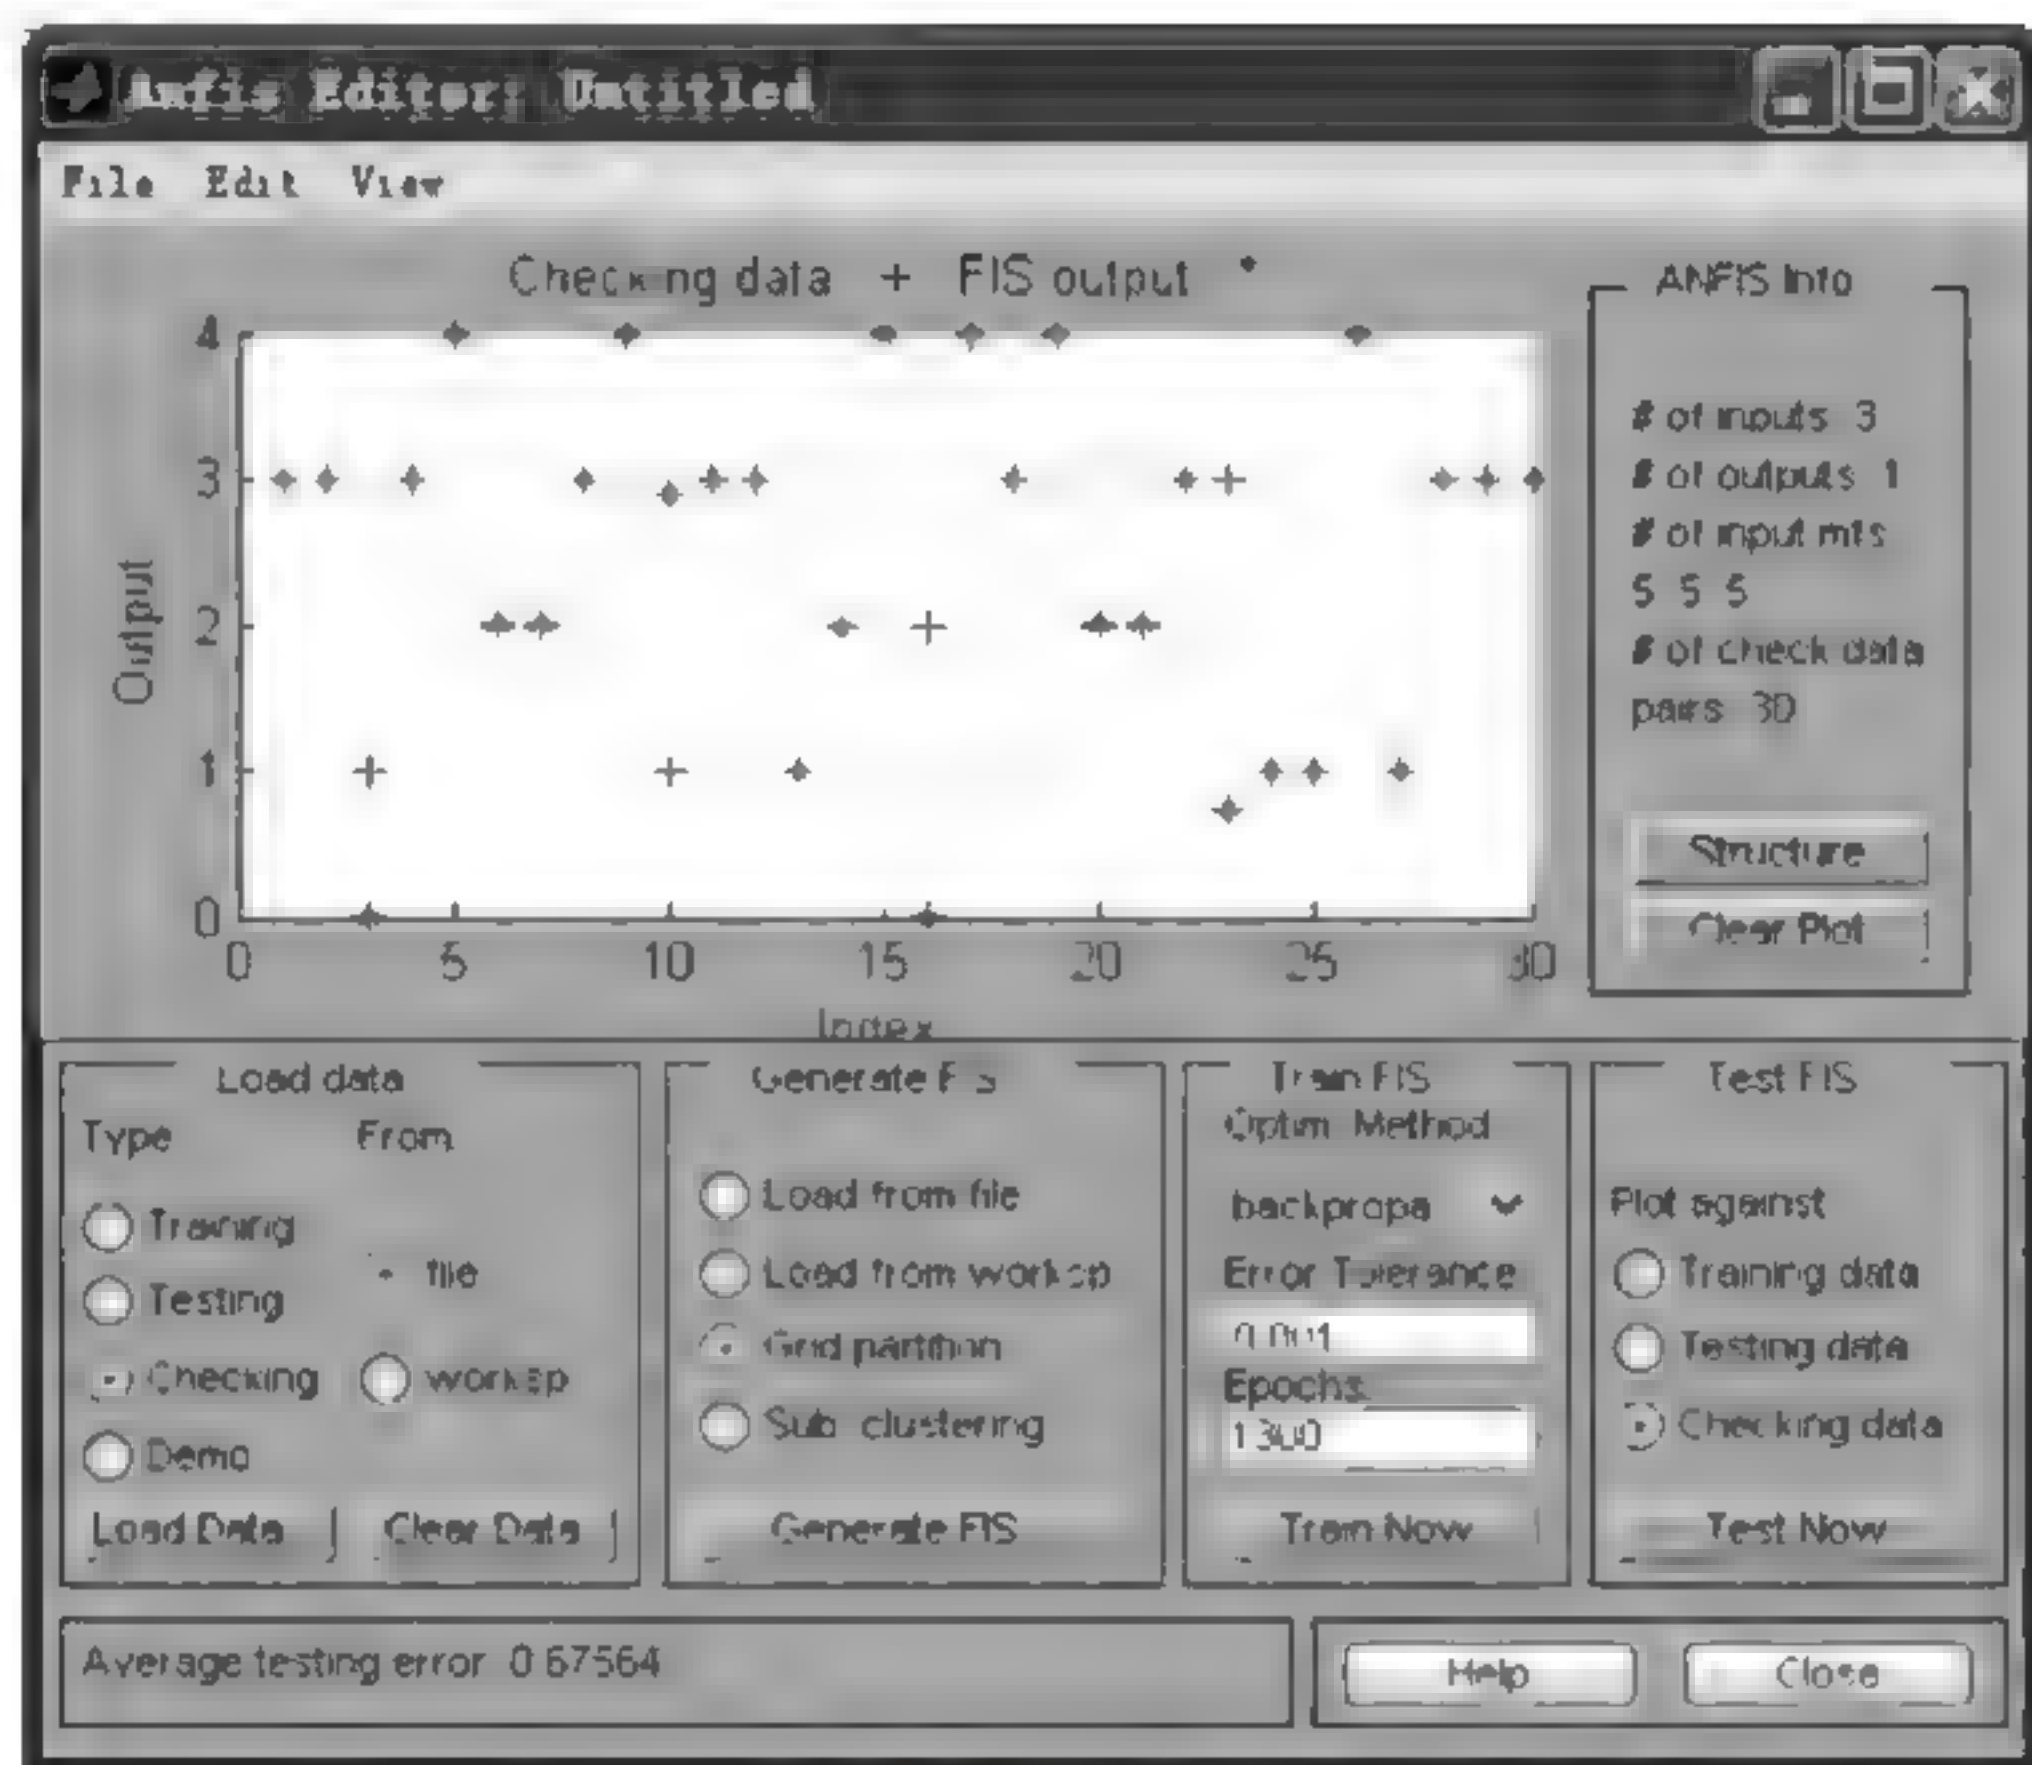 Anfis Editor: Untitled
File Edit View
Checking data + FIS output
4
3
2
1
0
Output
0 5 10 15 20 25 30
Index
ANFIS Info
# of inputs 3
# of outputs 1
# of input mfs
5 5 5
# of check data
pairs 30
Structure
Clear Plot
Load data
Type From
Training
Testing
Checking
Demo
file
worksp
Load Data Clear Data
Generate FIS
Load from file
Load from worksp
Grid partition
Sub. clustering
Generate FIS
Train FIS
Optim. Method
backpropa
Error Tolerance
0.001
Epochs
1300
Train Now
Test FIS
Plot against
Training data
Testing data
Checking data
Test Now
Average testing error 0.67564
Help Close